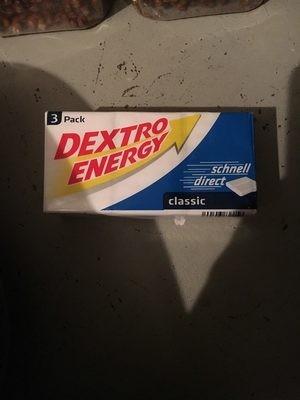 3 Pack
DEXTRO
ENERGY
schnell
direct
classic